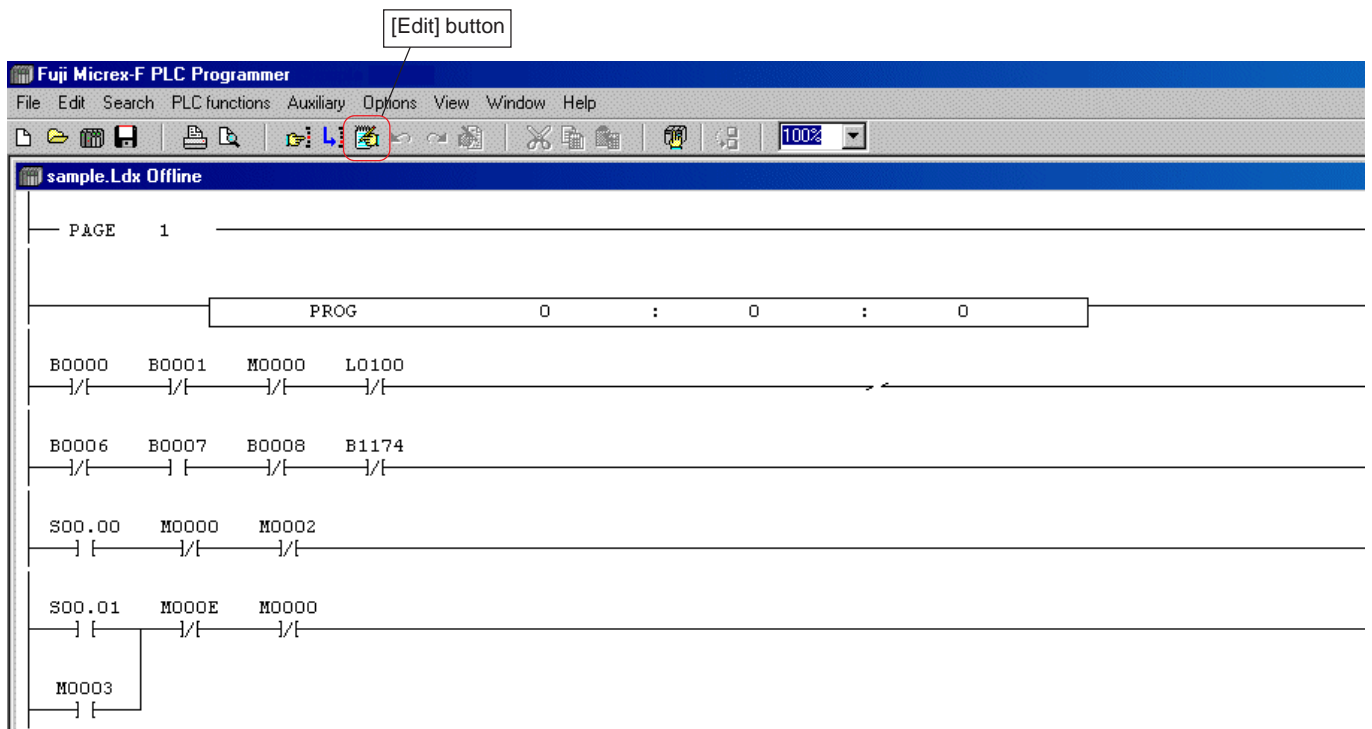 [Edit] button
Fuji Micrex-F PLC Programmer
File Edit Search PLC functions Auxiliary Options View Window Help
100%
sample.Ldx Offline
PAGE 1
PROG 0 : 0 : 0
B0000 B0001 M0000 L0100
B0006 B0007 B0008 B1174
S00.00 M0000 M0002
S00.01 M000E M0000
M0003